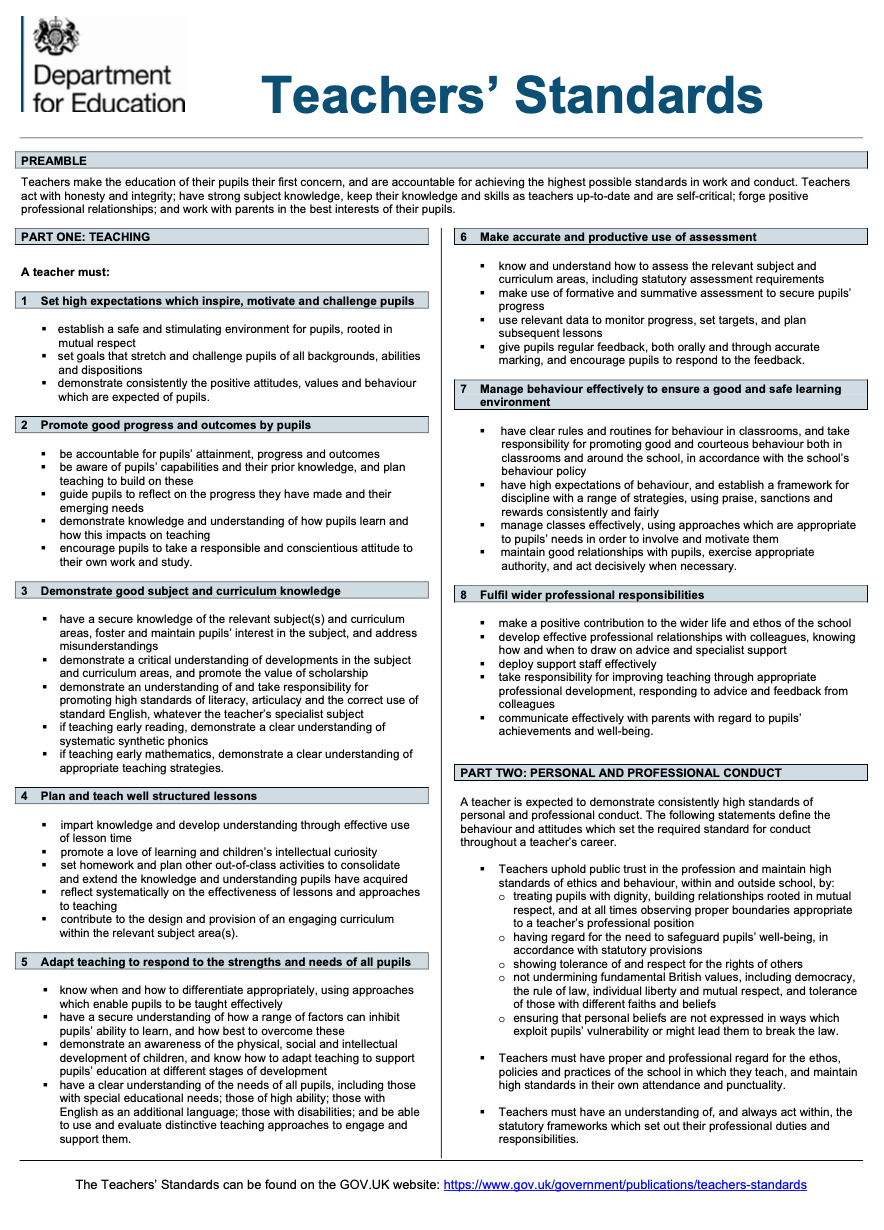 Department
for Education
Teachers’ Standards
PREAMBLE
Teachers make the education of their pupils their first concern, and are accountable for achieving the highest possible standards in work and conduct. Teachers
act with honesty and integrity; have strong subject knowledge, keep their knowledge and skills as teachers up-to-date and are self-critical; forge positive
professional relationships; and work with parents in the best interests of their pupils.
PART ONE: TEACHING
A teacher must:
1 Set high expectations which inspire, motivate and challenge pupils
▪ establish a safe and stimulating environment for pupils, rooted in
mutual respect
▪ set goals that stretch and challenge pupils of all backgrounds, abilities
and dispositions
▪ demonstrate consistently the positive attitudes, values and behaviour
which are expected of pupils.
2 Promote good progress and outcomes by pupils
▪ be accountable for pupils’ attainment, progress and outcomes
▪ be aware of pupils’ capabilities and their prior knowledge, and plan
teaching to build on these
▪ guide pupils to reflect on the progress they have made and their
emerging needs
▪ demonstrate knowledge and understanding of how pupils learn and
how this impacts on teaching
▪ encourage pupils to take a responsible and conscientious attitude to
their own work and study.
3 Demonstrate good subject and curriculum knowledge
▪ have a secure knowledge of the relevant subject(s) and curriculum
areas, foster and maintain pupils’ interest in the subject, and address
misunderstandings
▪ demonstrate a critical understanding of developments in the subject
and curriculum areas, and promote the value of scholarship
▪ demonstrate an understanding of and take responsibility for
promoting high standards of literacy, articulacy and the correct use of
standard English, whatever the teacher’s specialist subject
▪ if teaching early reading, demonstrate a clear understanding of
systematic synthetic phonics
▪ if teaching early mathematics, demonstrate a clear understanding of
appropriate teaching strategies.
4 Plan and teach well structured lessons
▪ impart knowledge and develop understanding through effective use
of lesson time
▪ promote a love of learning and children’s intellectual curiosity
▪ set homework and plan other out-of-class activities to consolidate
and extend the knowledge and understanding pupils have acquired
▪ reflect systematically on the effectiveness of lessons and approaches
to teaching
▪ contribute to the design and provision of an engaging curriculum
within the relevant subject area(s).
5 Adapt teaching to respond to the strengths and needs of all pupils
▪ know when and how to differentiate appropriately, using approaches
which enable pupils to be taught effectively
▪ have a secure understanding of how a range of factors can inhibit
pupils’ ability to learn, and how best to overcome these
▪ demonstrate an awareness of the physical, social and intellectual
development of children, and know how to adapt teaching to support
pupils’ education at different stages of development
▪ have a clear understanding of the needs of all pupils, including those
with special educational needs; those of high ability; those with
English as an additional language; those with disabilities; and be able
to use and evaluate distinctive teaching approaches to engage and
support them.
6 Make accurate and productive use of assessment
▪ know and understand how to assess the relevant subject and
curriculum areas, including statutory assessment requirements
▪ make use of formative and summative assessment to secure pupils’
progress
▪ use relevant data to monitor progress, set targets, and plan
subsequent lessons
▪ give pupils regular feedback, both orally and through accurate
marking, and encourage pupils to respond to the feedback.
7 Manage behaviour effectively to ensure a good and safe learning
environment
▪ have clear rules and routines for behaviour in classrooms, and take
responsibility for promoting good and courteous behaviour both in
classrooms and around the school, in accordance with the school’s
behaviour policy
▪ have high expectations of behaviour, and establish a framework for
discipline with a range of strategies, using praise, sanctions and
rewards consistently and fairly
▪ manage classes effectively, using approaches which are appropriate
to pupils’ needs in order to involve and motivate them
▪ maintain good relationships with pupils, exercise appropriate
authority, and act decisively when necessary.
8 Fulfil wider professional responsibilities
▪ make a positive contribution to the wider life and ethos of the school
▪ develop effective professional relationships with colleagues, knowing
how and when to draw on advice and specialist support
▪ deploy support staff effectively
▪ take responsibility for improving teaching through appropriate
professional development, responding to advice and feedback from
colleagues
▪ communicate effectively with parents with regard to pupils’
achievements and well-being.
PART TWO: PERSONAL AND PROFESSIONAL CONDUCT
A teacher is expected to demonstrate consistently high standards of
personal and professional conduct. The following statements define the
behaviour and attitudes which set the required standard for conduct
throughout a teacher’s career.
▪ Teachers uphold public trust in the profession and maintain high
standards of ethics and behaviour, within and outside school, by:
o treating pupils with dignity, building relationships rooted in mutual
respect, and at all times observing proper boundaries appropriate
to a teacher’s professional position
o having regard for the need to safeguard pupils’ well-being, in
accordance with statutory provisions
o showing tolerance of and respect for the rights of others
o not undermining fundamental British values, including democracy,
the rule of law, individual liberty and mutual respect, and tolerance
of those with different faiths and beliefs
o ensuring that personal beliefs are not expressed in ways which
exploit pupils’ vulnerability or might lead them to break the law.
▪ Teachers must have proper and professional regard for the ethos,
policies and practices of the school in which they teach, and maintain
high standards in their own attendance and punctuality.
▪ Teachers must have an understanding of, and always act within, the
statutory frameworks which set out their professional duties and
responsibilities.
The Teachers’ Standards can be found on the GOV.UK website: https://www.gov.uk/government/publications/teachers-standards